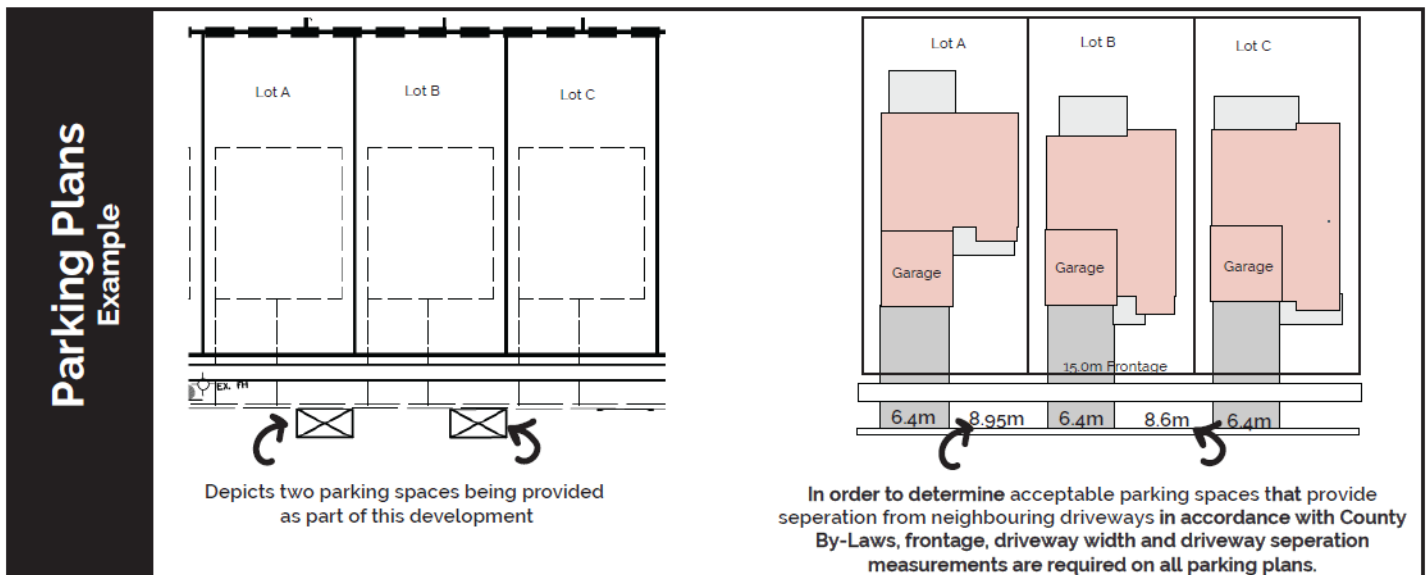 Parking Plans
Example
Lot A
Lot B
Lot C
EX. FH
Depicts two parking spaces being provided
as part of this development
Lot A
Lot B
Lot C
Garage
Garage
Garage
15.0m Frontage
6.4m
8.95m
6.4m
8.6m
6.4m
In order to determine acceptable parking spaces that provide
seperation from neighbouring driveways in accordance with County
By-Laws, frontage, driveway width and driveway seperation
measurements are required on all parking plans.